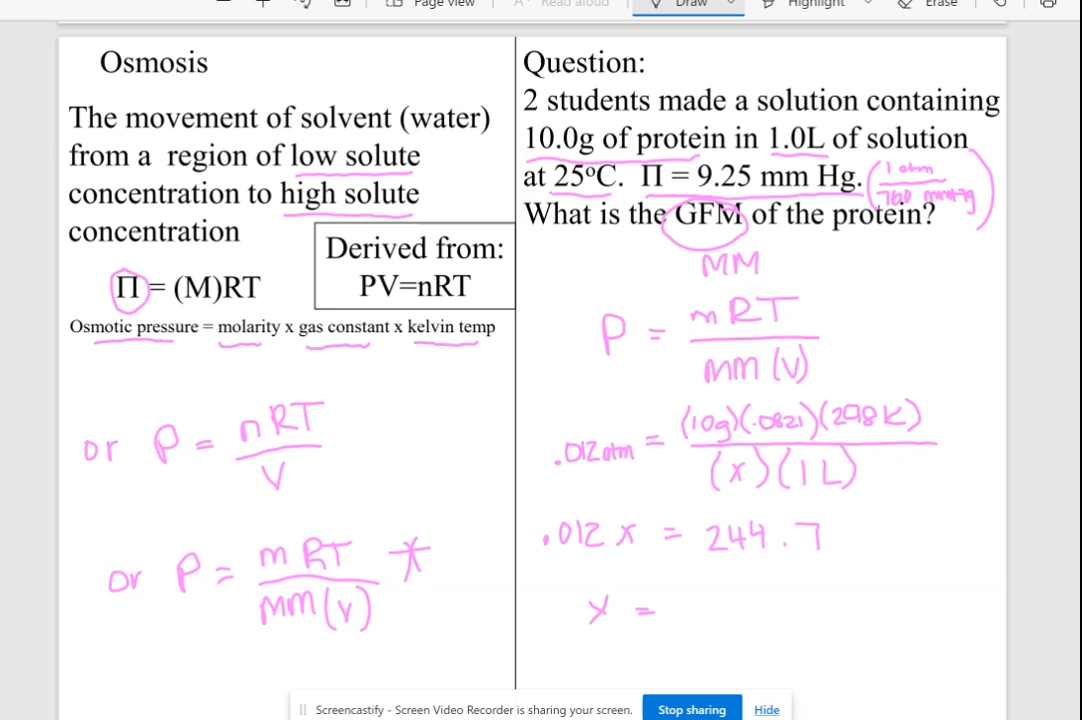 Page view
Read aloud
Draw
Highlight
Erase
Osmosis
The movement of solvent (water)
from a region of low solute
concentration to high solute
concentration
Π = (M)RT
Derived from:
PV=nRT
Osmotic pressure = molarity x gas constant x kelvin temp
or P = nRT
V
or P = mRT *
MM(V)
Question:
2 students made a solution containing
10.0g of protein in 1.0L of solution
at 25°C. Π = 9.25 mm Hg. (1 atm
760 mmHg)
What is the GFM of the protein?
MM
P = mRT
MM (V)
.012 atm = (10g)(.0821)(298K)
(x)(1L)
.012 x = 244.7
x =
Screencastify - Screen Video Recorder is sharing your screen.
Stop sharing
Hide